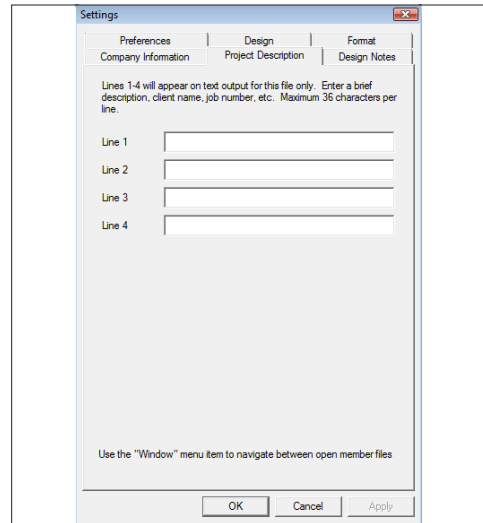 Settings
Preferences Design Format
Company Information Project Description Design Notes
Lines 1-4 will appear on text output for this file only. Enter a brief
description, client name, job number, etc. Maximum 36 characters per
line.
Line 1
Line 2
Line 3
Line 4
Use the "Window" menu item to navigate between open member files
OK Cancel Apply